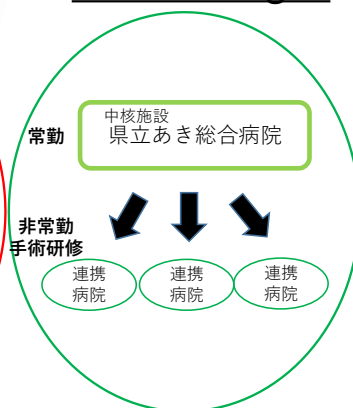 中核施設
常勤 県立あき総合病院
非常勤
手術研修
連携 連携 連携
病院 病院 病院